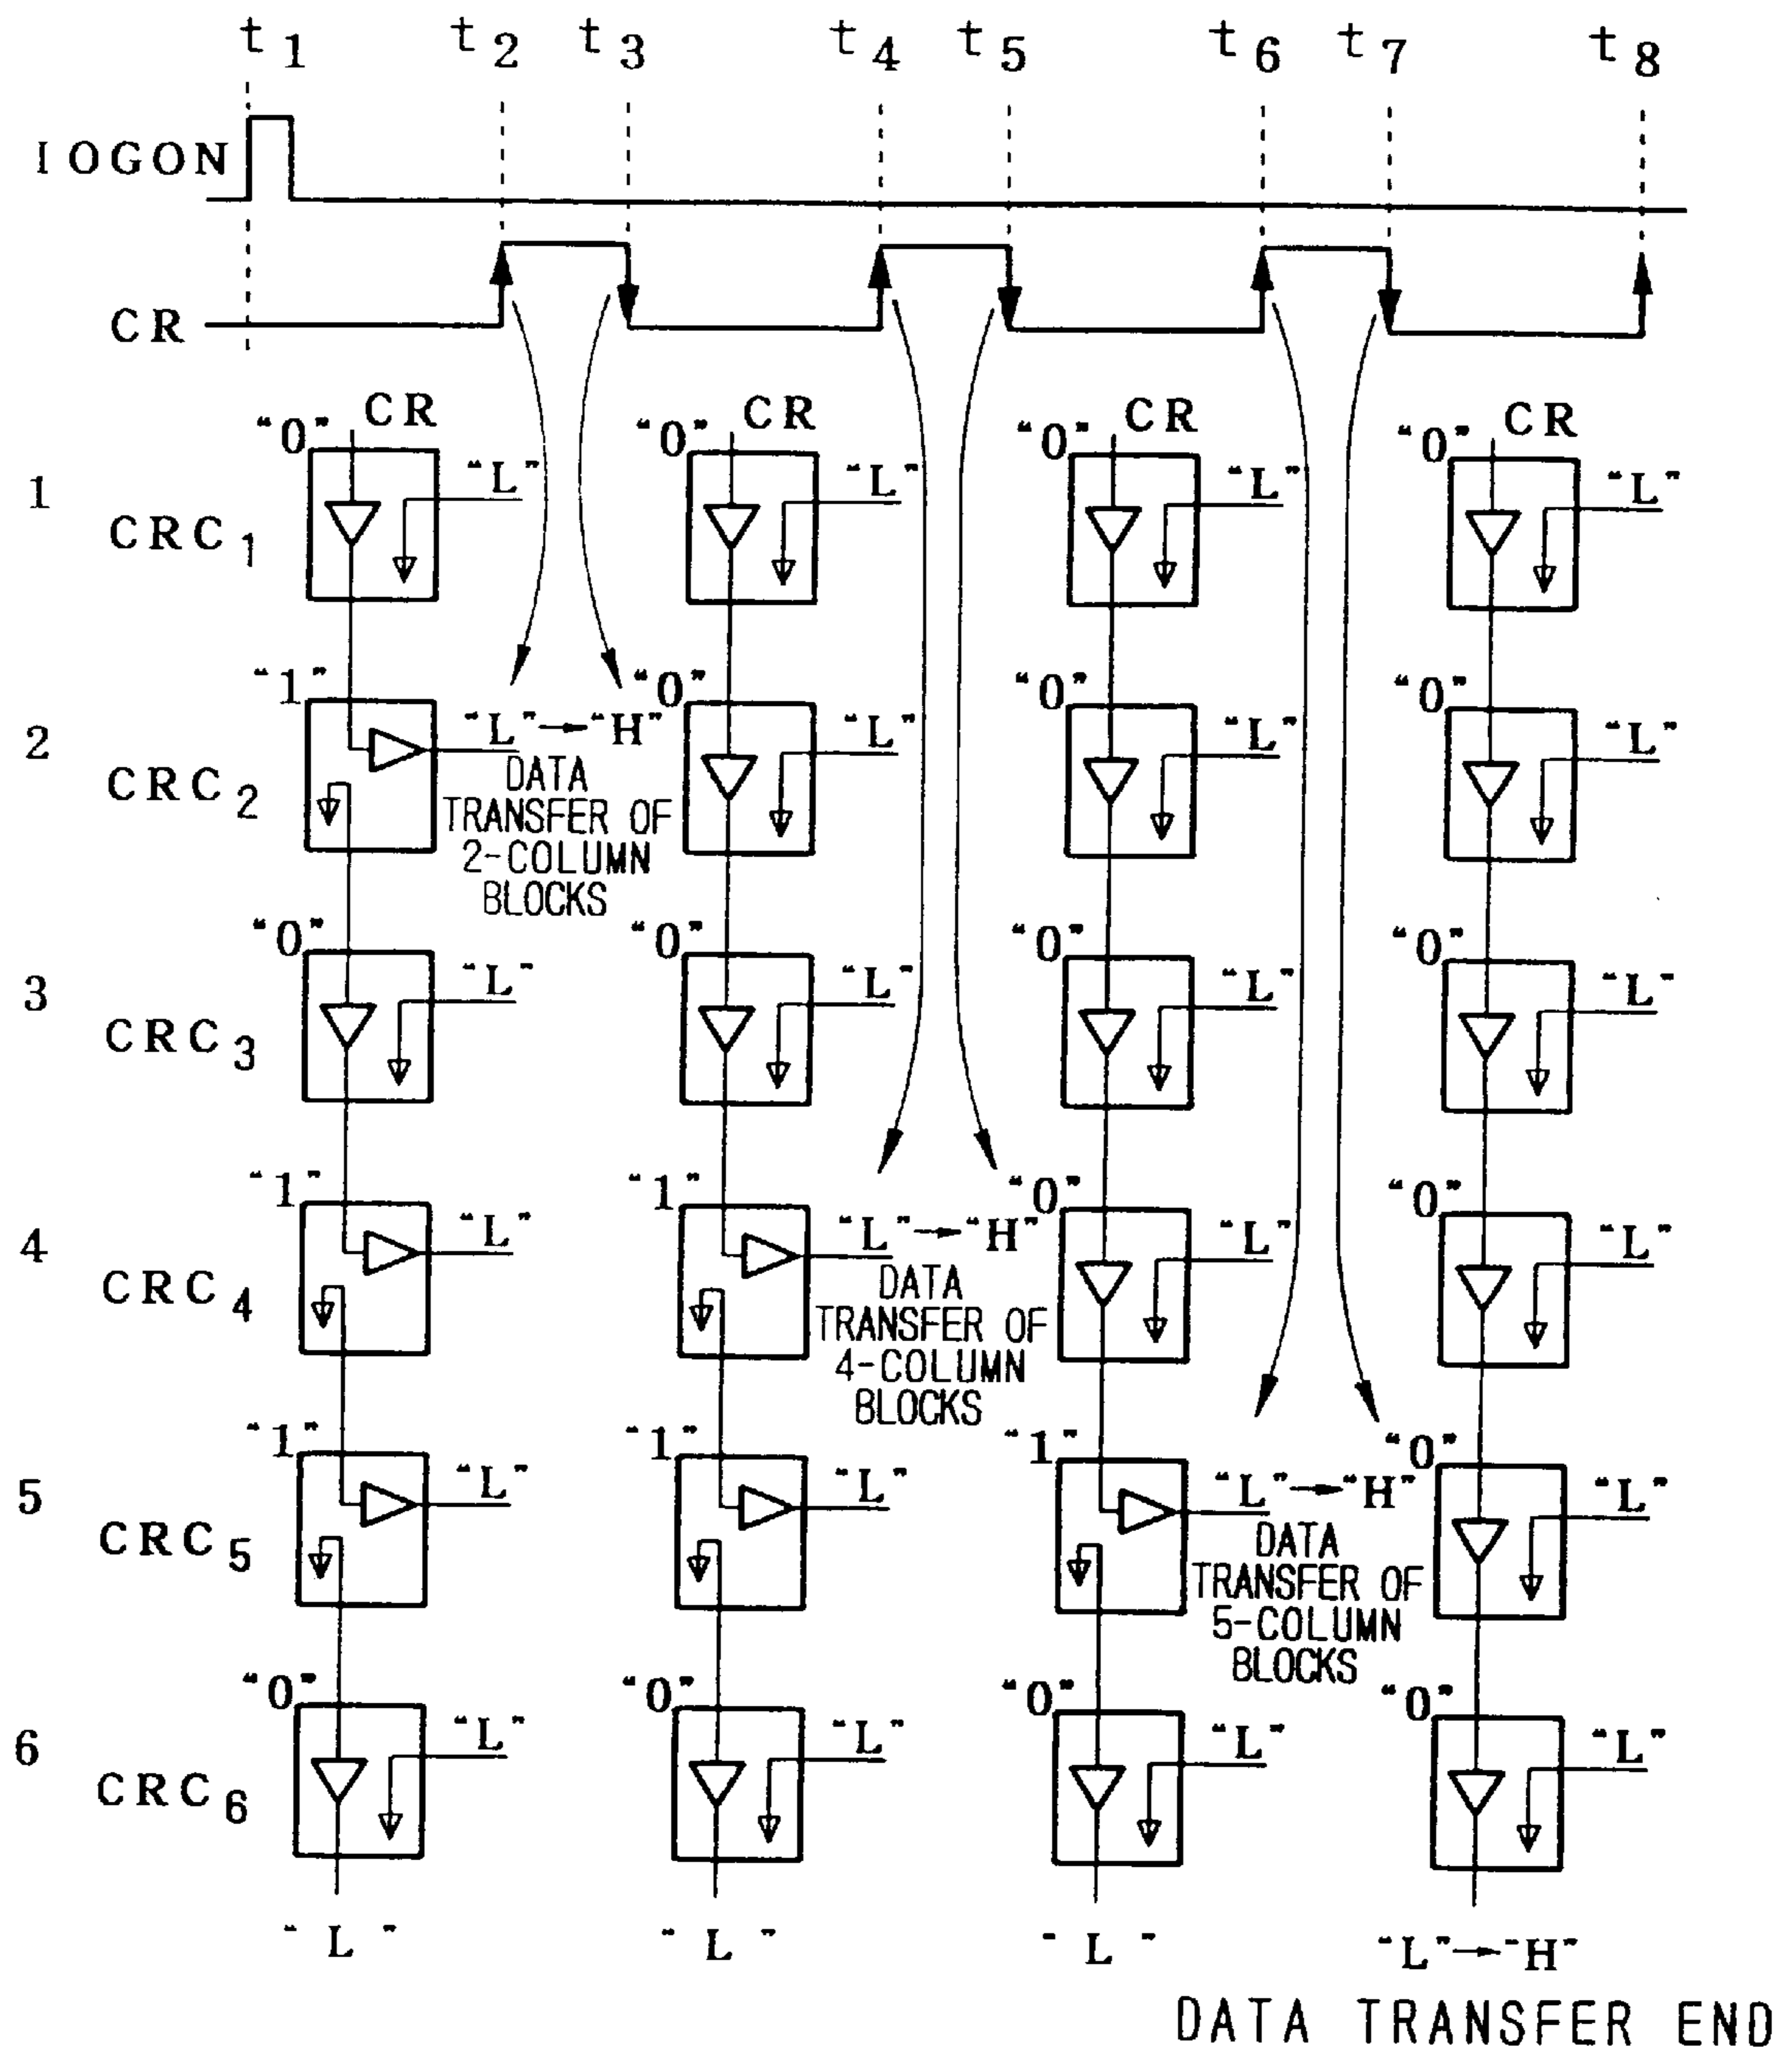 t1 t2 t3 t4 t5 t6 t7 t8
IOGON
CR
CR CR CR CR
“0” “0” “0” “0”
1 “L” “L” “L” “L”
CRC1
“1” “0” “0” “0”
2 “L”→“H” “L” “L” “L”
CRC2
DATA
TRANSFER OF
2-COLUMN
BLOCKS
“0” “0” “0” “0”
3 “L” “L” “L” “L”
CRC3
“1” “1” “0” “0”
4 “L” “L”→“H” “L” “L”
CRC4
DATA
TRANSFER OF
4-COLUMN
BLOCKS
“1” “1” “1” “0”
5 “L” “L” “L”→“H” “L”
CRC5
DATA
TRANSFER OF
5-COLUMN
BLOCKS
“0” “0” “0” “0”
6 “L” “L” “L” “L”
CRC6
“L” “L” “L” “L”→“H”
DATA TRANSFER END